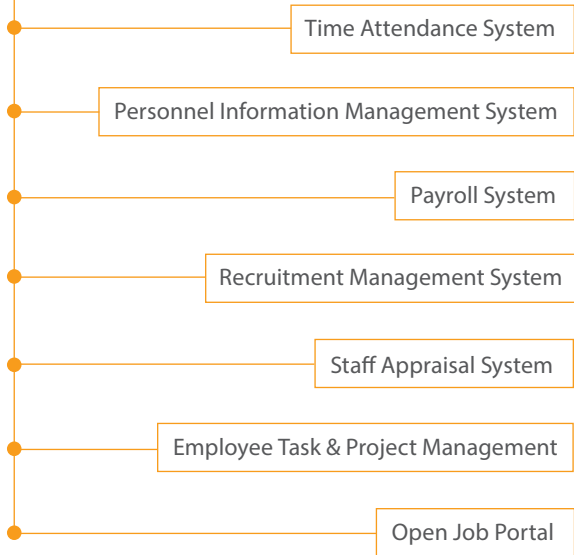 Time Attendance System
Personnel Information Management System
Payroll System
Recruitment Management System
Staff Appraisal System
Employee Task & Project Management
Open Job Portal